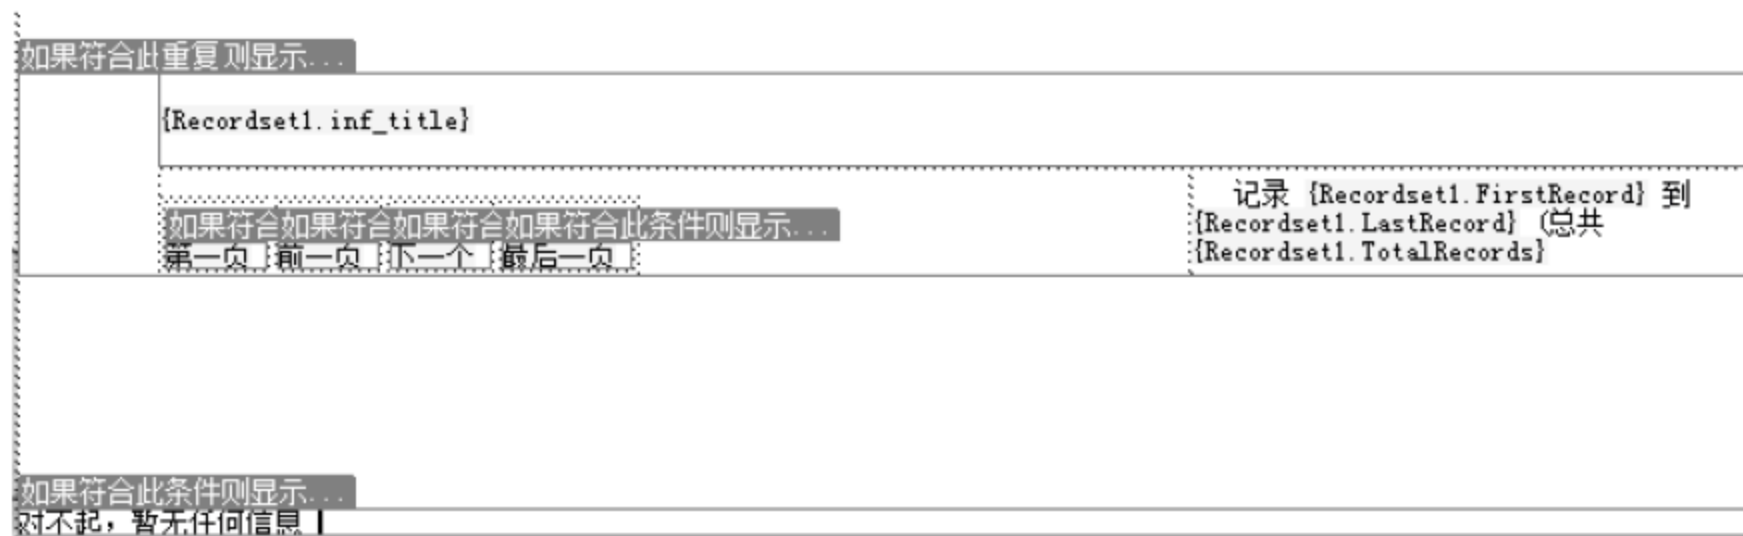 如果符合此重复则显示...
{Recordset1.inf_title}
记录 {Recordset1.FirstRecord} 到
{Recordset1.LastRecord} (总共
{Recordset1.TotalRecords}
如果符合如果符合如果符合如果符合此条件则显示...
第一页 前一页 下一个 最后一页
如果符合此条件则显示...
对不起，暂无任何信息